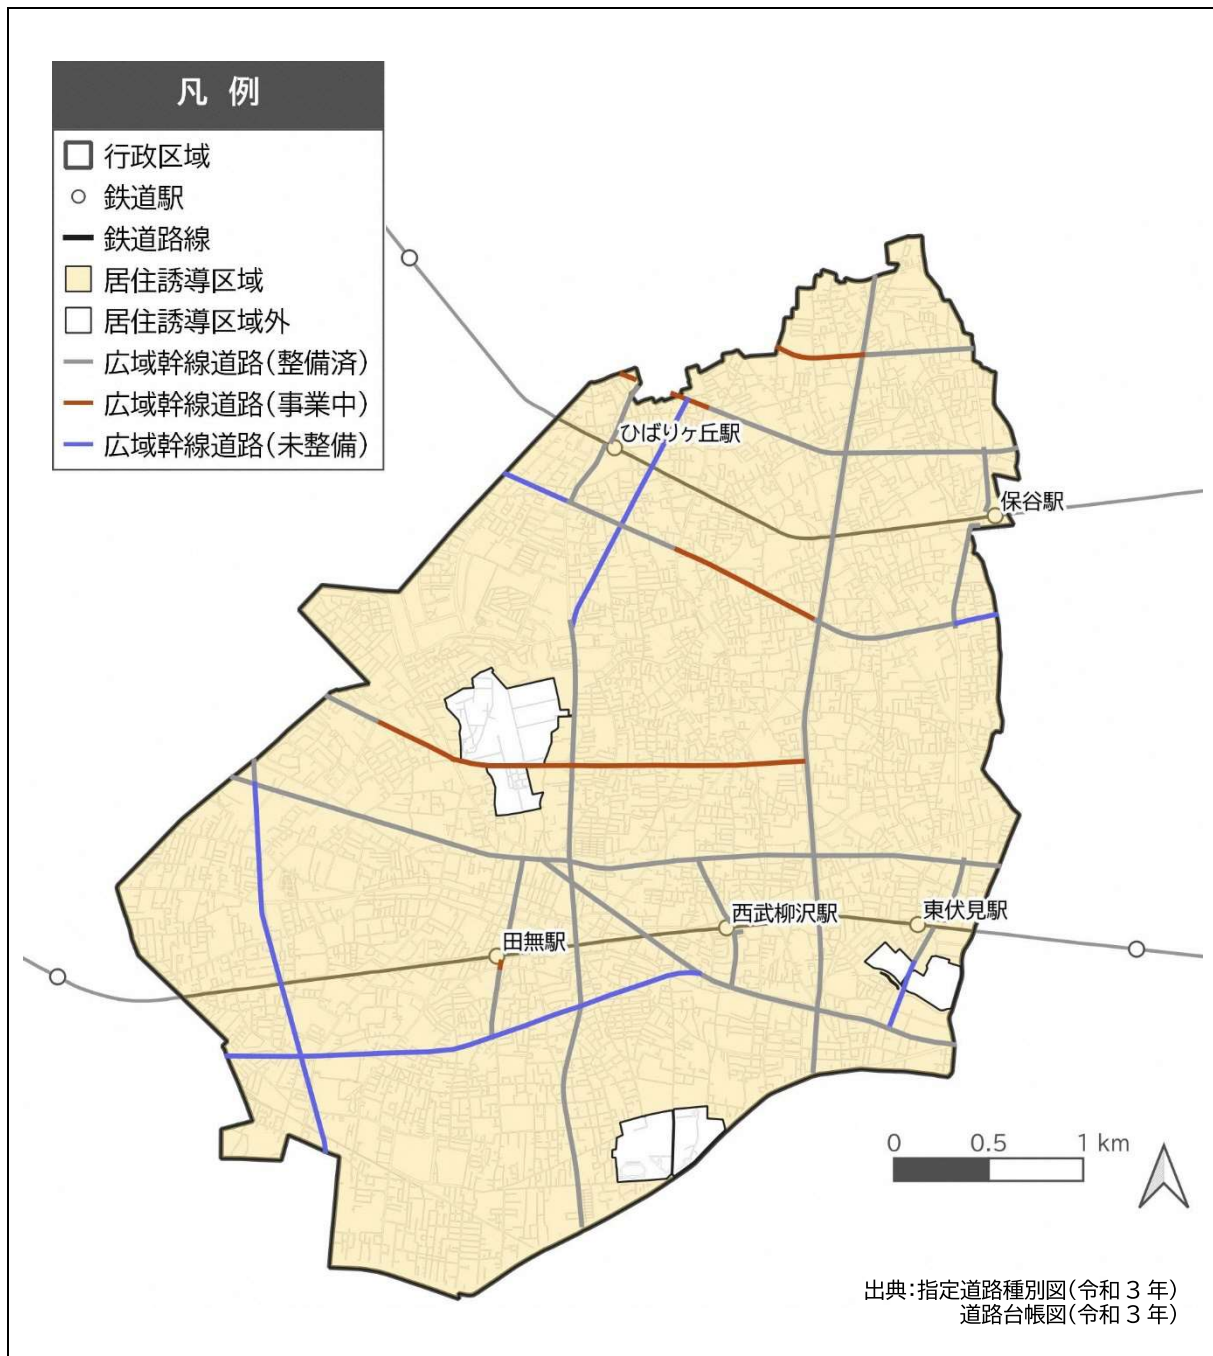 凡 例
行政区域
鉄道駅
鉄道路線
居住誘導区域
居住誘導区域外
広域幹線道路(整備済)
広域幹線道路(事業中)
広域幹線道路(未整備)
ひばりヶ丘駅
保谷駅
西武柳沢駅
東伏見駅
田無駅
0 0.5 1 km
出典:指定道路種別図(令和 3 年)
道路台帳図(令和 3 年)